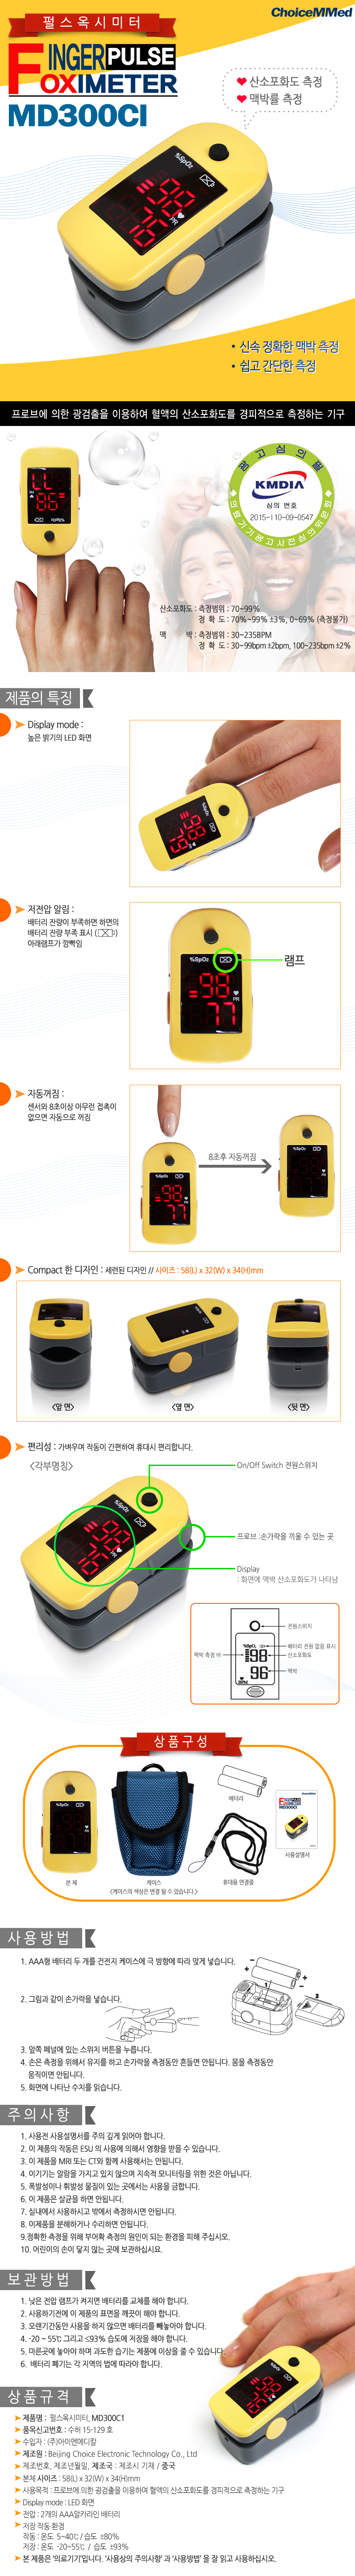 ChoiceMMed
펄스옥시미터
FINGERPULSE
OXIMETER
MD300CI
산소포화도 측정
맥박률 측정
%SpO2
PR
• 신속 정확한 맥박 측정
• 쉽고 간단한 측정
프로브에 의한 광검출을 이용하여 혈액의 산소포화도를 경피적으로 측정하는 기구
광고심의필
KMDIA
심의 번호
2015-110-09-0547
의료기기광고사전심의위원회
산소포화도 : 측정범위 : 70~99%
정 확 도 : 70%~99% ±3%, 0~69% (측정불가)
맥 박 : 측정범위 : 30~235BPM
정 확 도 : 30~99bpm ±2bpm, 100~235bpm ±2%
제품의 특징
Display mode :
높은 밝기의 LED 화면
저전압 알림 :
배터리 잔량이 부족하면 하면의
배터리 잔량 부족 표시 ( )
아래램프가 깜빡임
%SpO2
98
PR
77
램프
자동꺼짐 :
센서와 8초이상 아무런 접촉이
없으면 자동으로 꺼짐
%SpO2
98
77
8초후 자동꺼짐
Compact 한 디자인 : 세련된 디자인 // 사이즈 : 58(L) x 32(W) x 34(H)mm
<앞 면>
<옆 면>
<뒷 면>
편리성 : 가벼우며 작동이 간편하여 휴대시 편리합니다.
<각부명칭>
On/Off Switch 전원스위치
프로브 :손가락을 끼울 수 있는 곳
Display
: 화면에 맥박 산소포화도가 나타남
전원스위치
%SpO2
배터리 전원 없음 표시
맥박 측정 바
98
산소포화도
96
맥박
BPM
상품구성
배터리
FINGERPULSE
OXIMETER
MD300CI
사용설명서
본 체
케이스
휴대용 연결줄
<케이스의 색상은 변경 될 수 있습니다.>
사용방법
1. AAA형 배터리 두 개를 건전지 케이스에 극 방향에 따라 맞게 넣습니다.
1
2
2. 그림과 같이 손가락을 넣습니다.
3. 앞쪽 페널에 있는 스위치 버튼을 누릅니다.
4. 손은 측정을 위해서 유지를 하고 손가락을 측정동안 흔들면 안됩니다. 움을 측정동안
움직이면 안됩니다.
5. 화면에 나타난 수치를 읽습니다.
주의사항
1. 사용전 사용설명서를 주의 깊게 읽어야 합니다.
2. 이 제품의 작동은 ESU 의 사용에 의해서 영향을 받을 수 있습니다.
3. 이 제품을 MRI 또는 CT와 함께 사용해서는 안됩니다.
4. 이기기는 알람을 가지고 있지 않으며 지속적 모니터링을 위한 것은 아닙니다.
5. 폭발성이나 휘발성 물질이 있는 곳에서는 사용을 금합니다.
6. 이 제품은 살균을 하면 안됩니다.
7. 실내에서 사용하시고 밖에서 측정하시면 안됩니다.
8. 이제품을 분해하거나 수리하면 안됩니다.
9.정확한 측정을 위해 부여확 측정의 원인이 되는 환경을 피해 주십시오.
10. 어린이의 손이 닿지 않는 곳에 보관하십시요.
보관방법
1. 낮은 전압 램프가 켜지면 배터리를 교체를 해야 합니다.
2. 사용하기전에 이 제품의 표면을 깨끗이 해야 합니다.
3. 오랜기간동안 사용을 하지 않으면 배터리를 빼놓아야 합니다.
4. -20 ~ 55℃ 그리고 ≤93% 습도에 저장을 해야 합니다.
5. 마른곳에 놓아야 하며 과도한 습기는 제품에 이상을 줄 수 있습니다.
6. 배터리 폐기는 각 지역의 법에 따라야 합니다.
상품규격
제품명 : 펄스옥시미터, MD300C1
품목신고번호 : 수허 15-129 호
수입자 : (주)아이엔메디칼
제조원 : Beijing Choice Electronic Technology Co., Ltd
제조번호, 제조년월일, 제조국 : 제조시 기재 / 중국
본체 사이즈 : 58(L) x 32(W) x 34(H)mm
사용목적 : 프로브에 의한 광검출을 이용하여 혈액의 산소포화도를 경피적으로 측정하는 기구
Display mode : LED 화면
전압 : 2개의 AAA알카라인 배터리
저장 작동 환경
작동 : 온도 5~40℃ / 습도 ±80%
저장 : 온도 -20~55℃ / 습도 ±93%
본 제품은 '의료기기'입니다. '사용상의 주의사항' 과 '사용방법' 을 잘 읽고 사용하십시오.